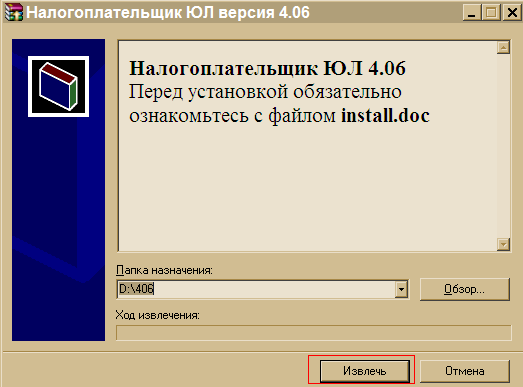 Налогоплательщик ЮЛ версия 4.06
Налогоплательщик ЮЛ 4.06
Перед установкой обязательно
ознакомьтесь с файлом install.doc
Папка назначения:
D:\406
Обзор...
Ход извлечения:
Извлечь
Отмена